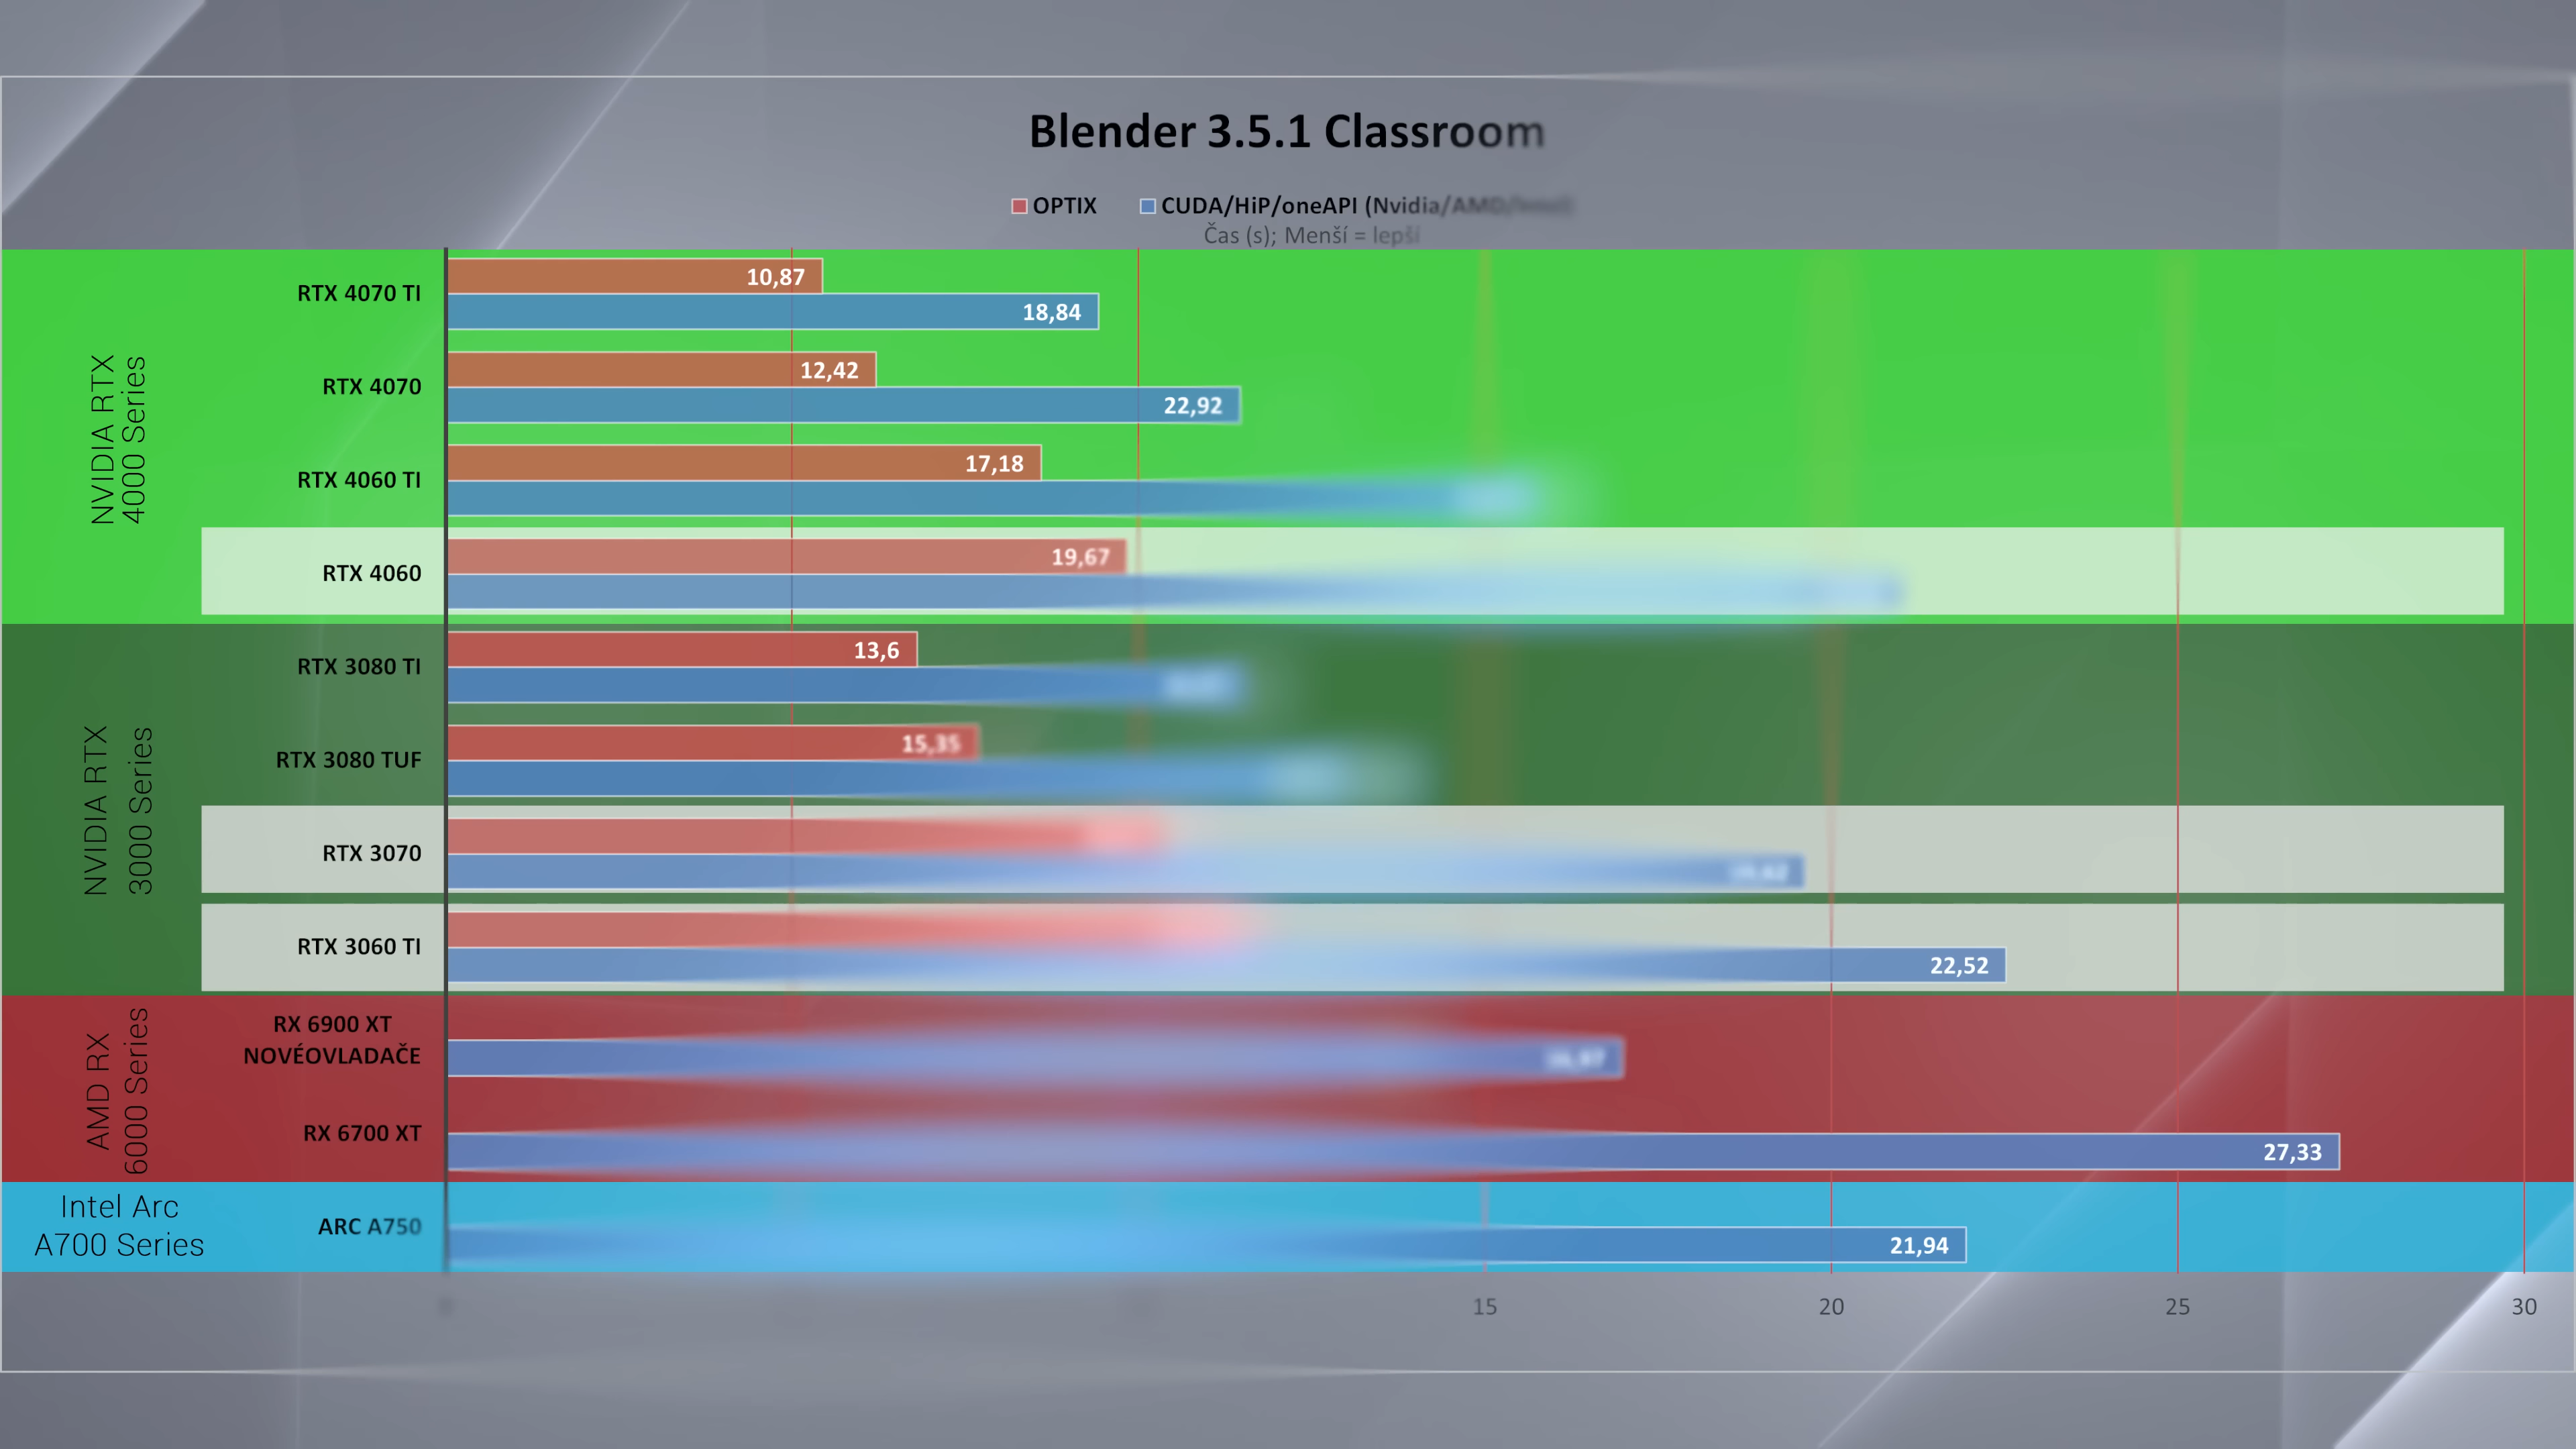 Blender 3.5.1 Classroom
OPTIX
CUDA/HiP/oneAPI (Nvidia/AMD/Intel)
Čas (s); Menší = lepší
NVIDIA RTX
4000 Series
RTX 4070 TI
10,87
18,84
RTX 4070
12,42
22,92
RTX 4060 TI
17,18
RTX 4060
19,67
NVIDIA RTX
3000 Series
RTX 3080 TI
13,6
RTX 3080 TUF
15,35
RTX 3070
RTX 3060 TI
22,52
AMD RX
6000 Series
RX 6900 XT
NOVÉOVLADAČE
RX 6700 XT
27,33
Intel Arc
A700 Series
ARC A750
21,94
15
20
25
30